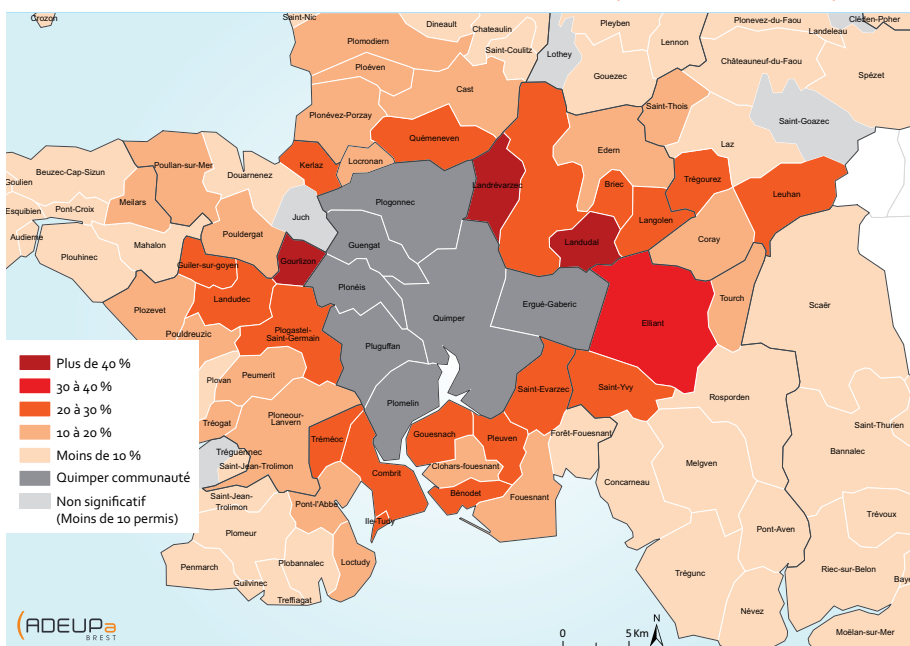 Crozon
Saint-Nic
Dineault
Chateaulin
Saint-Coulitz
Pleyben
Lennon
Plonevez-du-Faou
Cléden-Poher
Landeleau
Plomodiern
Lothey
Gouezec
Châteauneuf-du-Faou
Spézet
Ploéven
Cast
Saint-Thois
Plonévez-Porzay
Saint-Goazec
Quéménéven
Edern
Laz
Locronan
Kerlaz
Poullan-sur-Mer
Douarnenez
Beuzec-Cap-Sizun
Goulien
Landrévarzec
Briec
Trégourez
Leuhan
Plogonnec
Meilars
Pont-Croix
Esquibien
Juch
Langolen
Audierne
Mahalon
Pouldergat
Guengat
Landudal
Coray
Plouhinec
Guiler-sur-goyen
Gourlizon
Plonéis
Ergué-Gaberic
Tourch
Scaër
Landudec
Quimper
Elliant
Plozevet
Pouldreuzic
Plogastel-
Saint-Germain
Pluguffan
Plovan
Peumerit
Plomelin
Saint-Evarzec
Saint-Yvy
Rosporden
Tréogat
Ploneour-
Lanvern
Tréméoc
Gouesnach
Pleuven
Forêt-Fouesnant
Saint-Thurien
Bannalec
Tréguennec
Saint-Jean-Trolimon
Combrit
Clohars-fouesnant
Melgven
Concarneau
Saint-Jean-
Trolimon
Pont-l'Abbé
Bénodet
Fouesnant
Trévoux
Ile-Tudy
Plomeur
Pont-Aven
Penmarch
Plobannalec
Loctudy
Riec-sur-Belon
Trégunc
Guilvinec
Treffiagat
Névez
Moëlan-sur-Mer
Plus de 40 %
30 à 40 %
20 à 30 %
10 à 20 %
Moins de 10 %
Quimper communauté
Non significatif
(Moins de 10 permis)
ADEUPa
BREST
0
5 Km
N